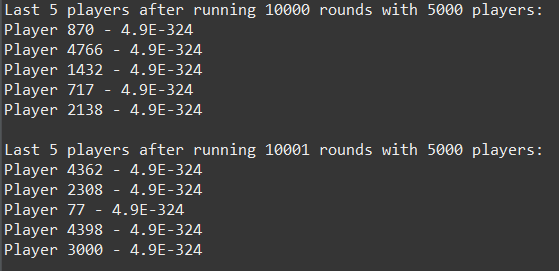 Last 5 players after running 10000 rounds with 5000 players:
Player 870 - 4.9E-324
Player 4766 - 4.9E-324
Player 1432 - 4.9E-324
Player 717 - 4.9E-324
Player 2138 - 4.9E-324
Last 5 players after running 10001 rounds with 5000 players:
Player 4362 - 4.9E-324
Player 2308 - 4.9E-324
Player 77 - 4.9E-324
Player 4398 - 4.9E-324
Player 3000 - 4.9E-324